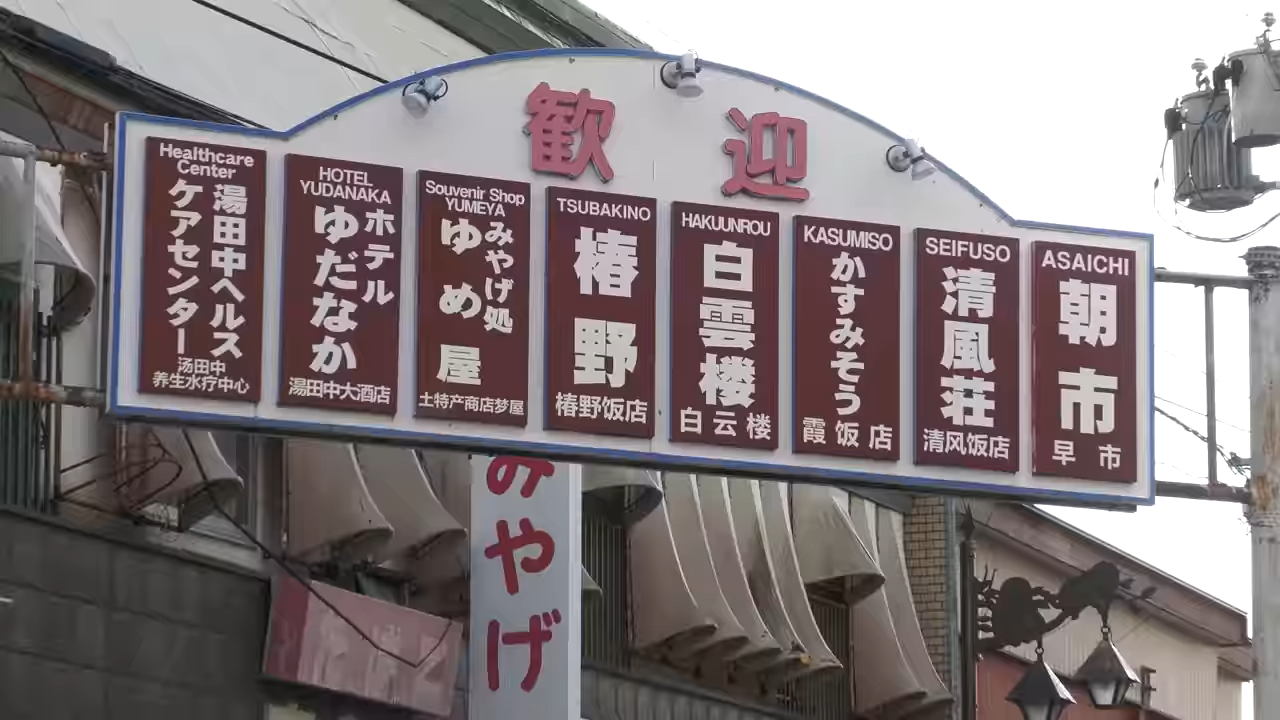 歓迎
Healthcare
Center
湯田中ヘルス
ケアセンター
汤田中
养生水疗中心
HOTEL
YUDANAKA
ホテル
ゆだなか
湯田中大酒店
Souvenir Shop
YUMEYA
みやげ処
ゆめ屋
土特产商店梦屋
TSUBAKINO
椿野
椿野饭店
HAKUUNROU
白雲楼
白云楼
KASUMISO
かすみそう
霞饭店
SEIFUSO
清風荘
清风饭店
ASAICHI
朝市
早市
みやげ